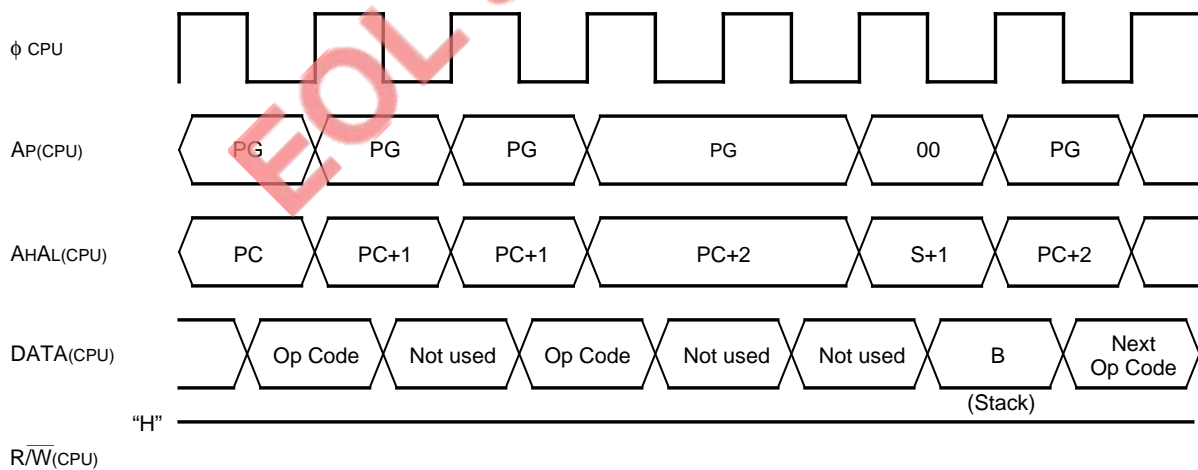 φ CPU
EOL
AP(CPU) PG PG PG PG 00 PG
AHAL(CPU) PC PC+1 PC+1 PC+2 S+1 PC+2
DATA(CPU) Op Code Not used Op Code Not used Not used B Next Op Code
(Stack)
“H”
R/W(CPU)